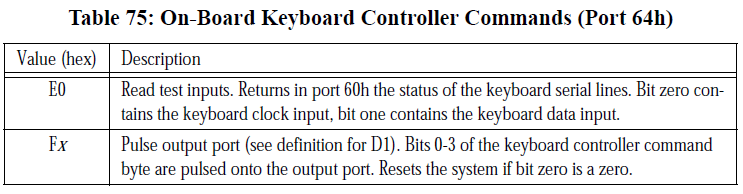 Table 75: On-Board Keyboard Controller Commands (Port 64h)
Value (hex) Description
E0 Read test inputs. Returns in port 60h the status of the keyboard serial lines. Bit zero con-
tains the keyboard clock input, bit one contains the keyboard data input.
Fx Pulse output port (see definition for D1). Bits 0-3 of the keyboard controller command
byte are pulsed onto the output port. Resets the system if bit zero is a zero.